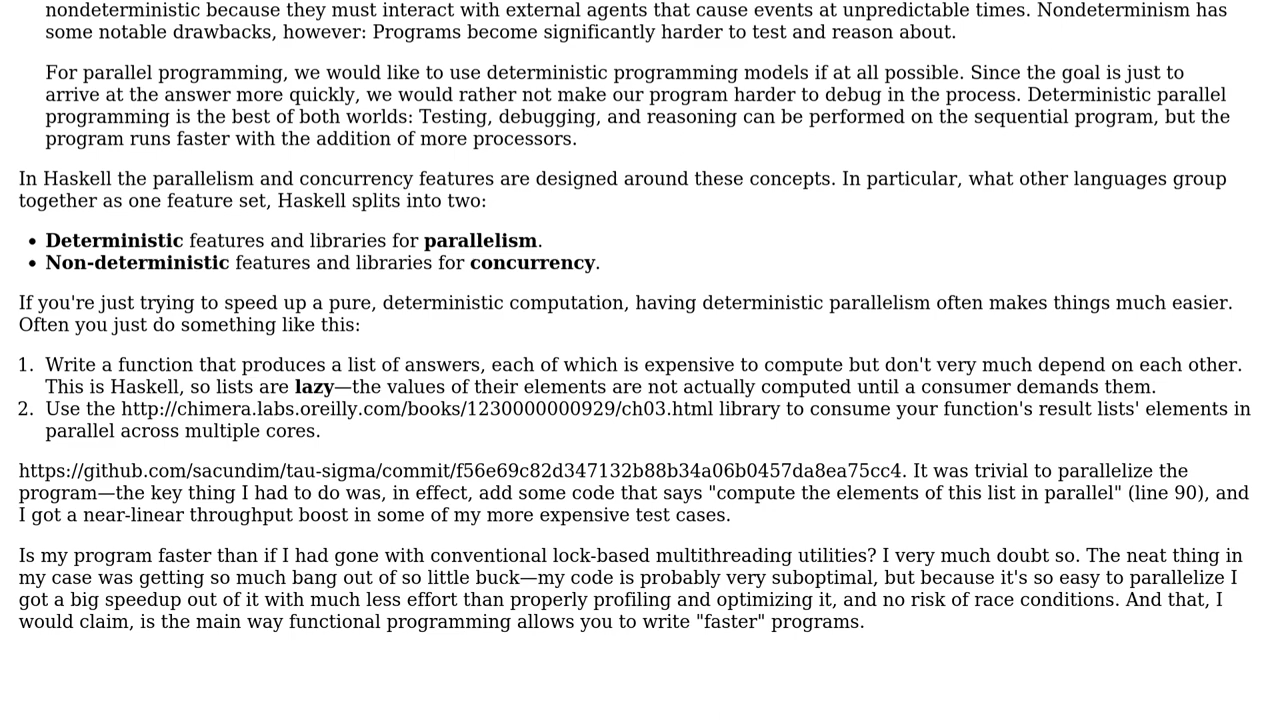 nondeterministic because they must interact with external agents that cause events at unpredictable times. Nondeterminism has
some notable drawbacks, however: Programs become significantly harder to test and reason about.
For parallel programming, we would like to use deterministic programming models if at all possible. Since the goal is just to
arrive at the answer more quickly, we would rather not make our program harder to debug in the process. Deterministic parallel
programming is the best of both worlds: Testing, debugging, and reasoning can be performed on the sequential program, but the
program runs faster with the addition of more processors.
In Haskell the parallelism and concurrency features are designed around these concepts. In particular, what other languages group
together as one feature set, Haskell splits into two:
• Deterministic features and libraries for parallelism.
• Non-deterministic features and libraries for concurrency.
If you're just trying to speed up a pure, deterministic computation, having deterministic parallelism often makes things much easier.
Often you just do something like this:
1. Write a function that produces a list of answers, each of which is expensive to compute but don't very much depend on each other.
This is Haskell, so lists are lazy—the values of their elements are not actually computed until a consumer demands them.
2. Use the http://chimera.labs.oreilly.com/books/1230000000929/ch03.html library to consume your function's result lists' elements in
parallel across multiple cores.
https://github.com/sacundim/tau-sigma/commit/f56e69c82d347132b88b34a06b0457da8ea75cc4. It was trivial to parallelize the
program—the key thing I had to do was, in effect, add some code that says "compute the elements of this list in parallel" (line 90), and
I got a near-linear throughput boost in some of my more expensive test cases.
Is my program faster than if I had gone with conventional lock-based multithreading utilities? I very much doubt so. The neat thing in
my case was getting so much bang out of so little buck—my code is probably very suboptimal, but because it's so easy to parallelize I
got a big speedup out of it with much less effort than properly profiling and optimizing it, and no risk of race conditions. And that, I
would claim, is the main way functional programming allows you to write "faster" programs.